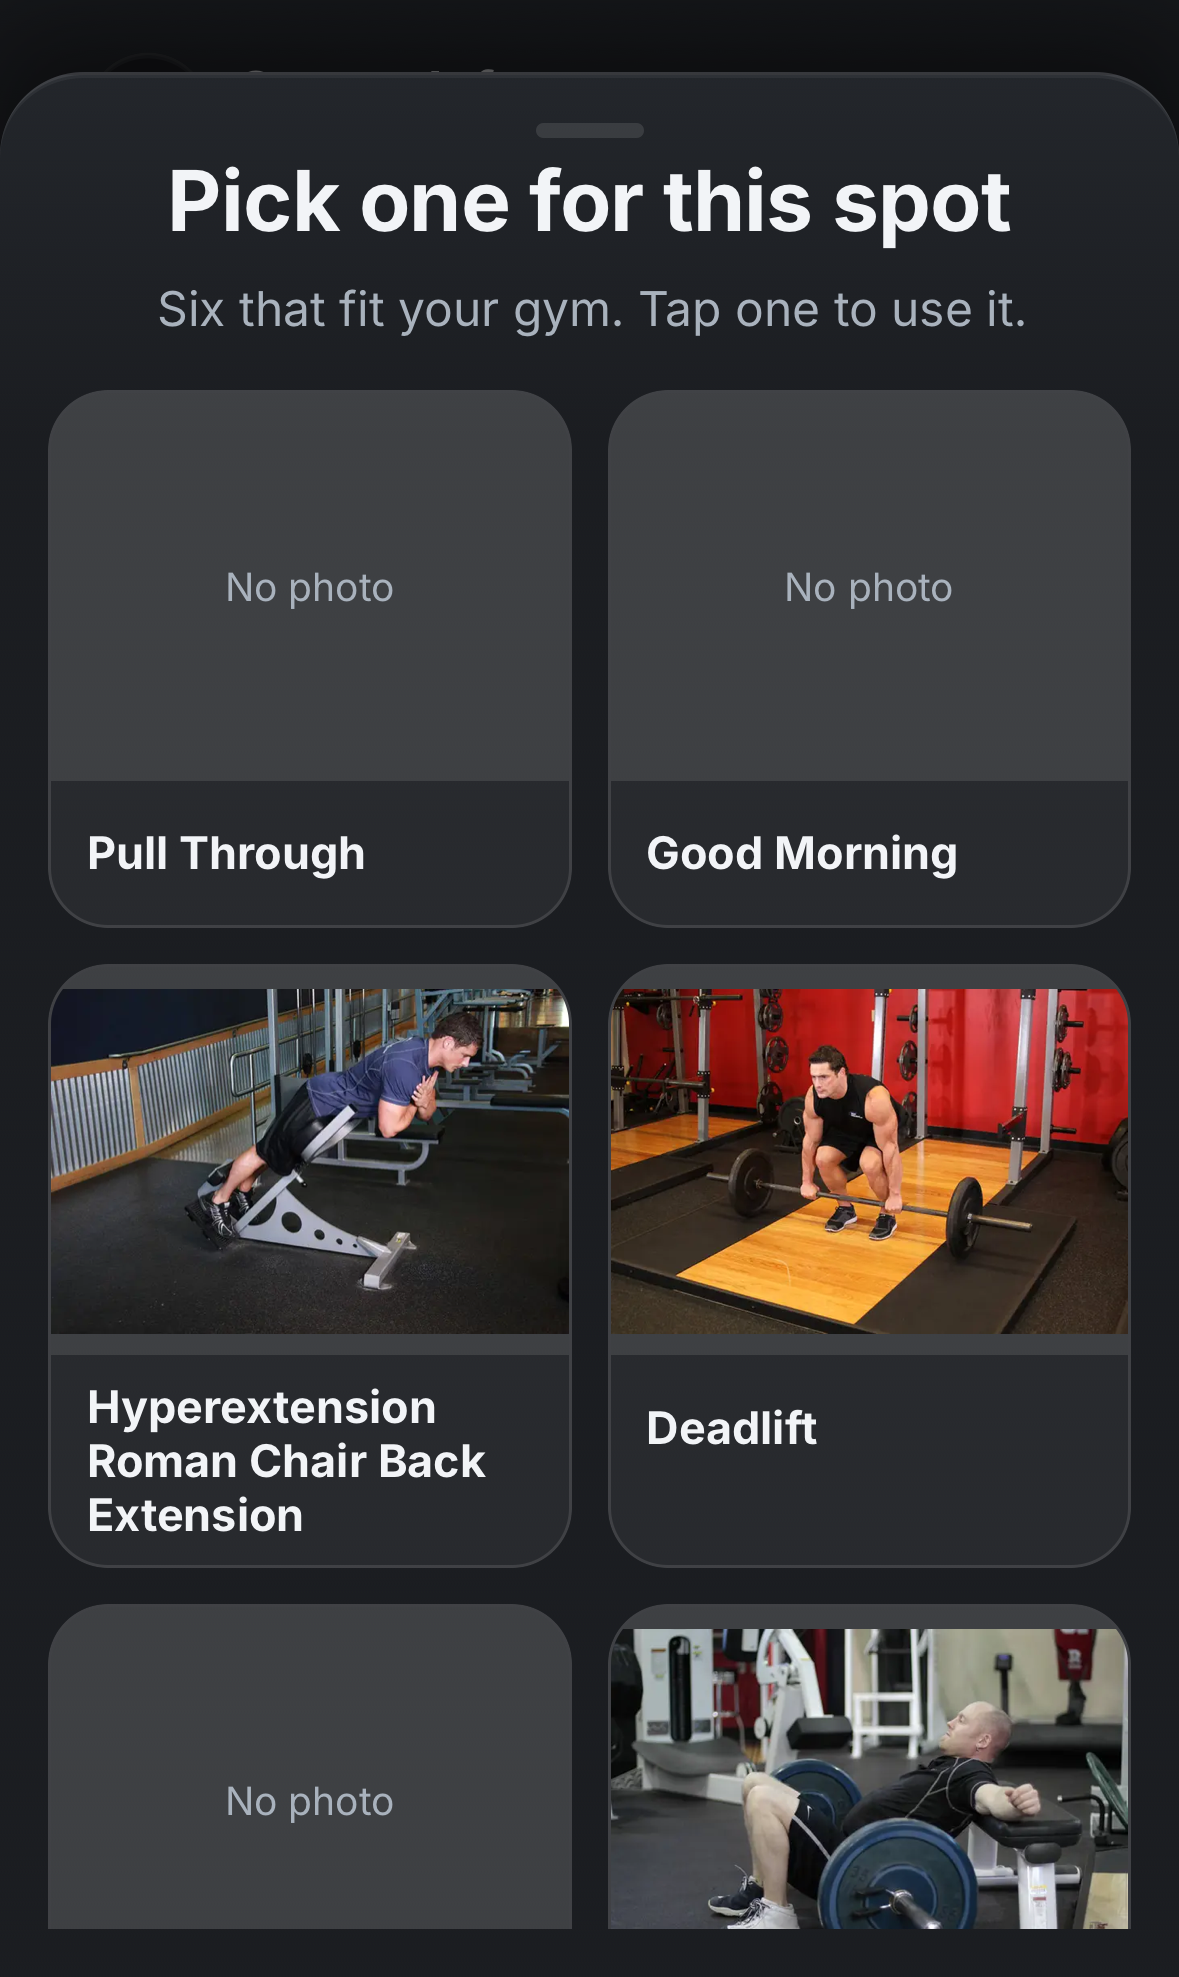 Pick one for this spot
Six that fit your gym. Tap one to use it.
No photo
No photo
Pull Through
Good Morning
Hyperextension
Roman Chair Back
Extension
Deadlift
No photo